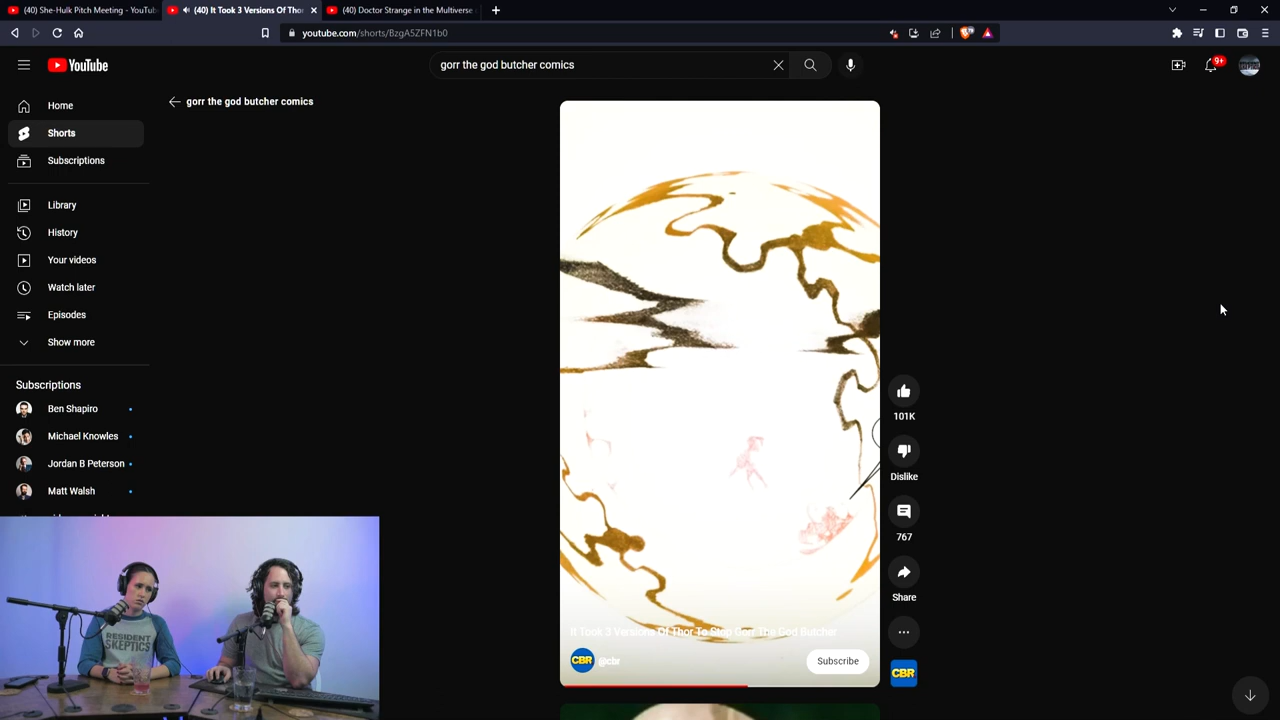 (40) She-Hulk Pitch Meeting - YouTub
(40) It Took 3 Versions Of Thor
(40) Doctor Strange in the Multiverse
youtube.com/shorts/BzgA5ZFN1b0
YouTube
gorr the god butcher comics
9+
gorr the god butcher comics
Home
Shorts
Subscriptions
Library
History
Your videos
Watch later
Episodes
Show more
Subscriptions
Ben Shapiro
Michael Knowles
Jordan B Peterson
Matt Walsh
101K
Dislike
767
Share
It Took 3 Versions Of Thor To Stop Gorr The God Butcher
CBR
@cbr
Subscribe
CBR
RESIDENT
SKEPTICS